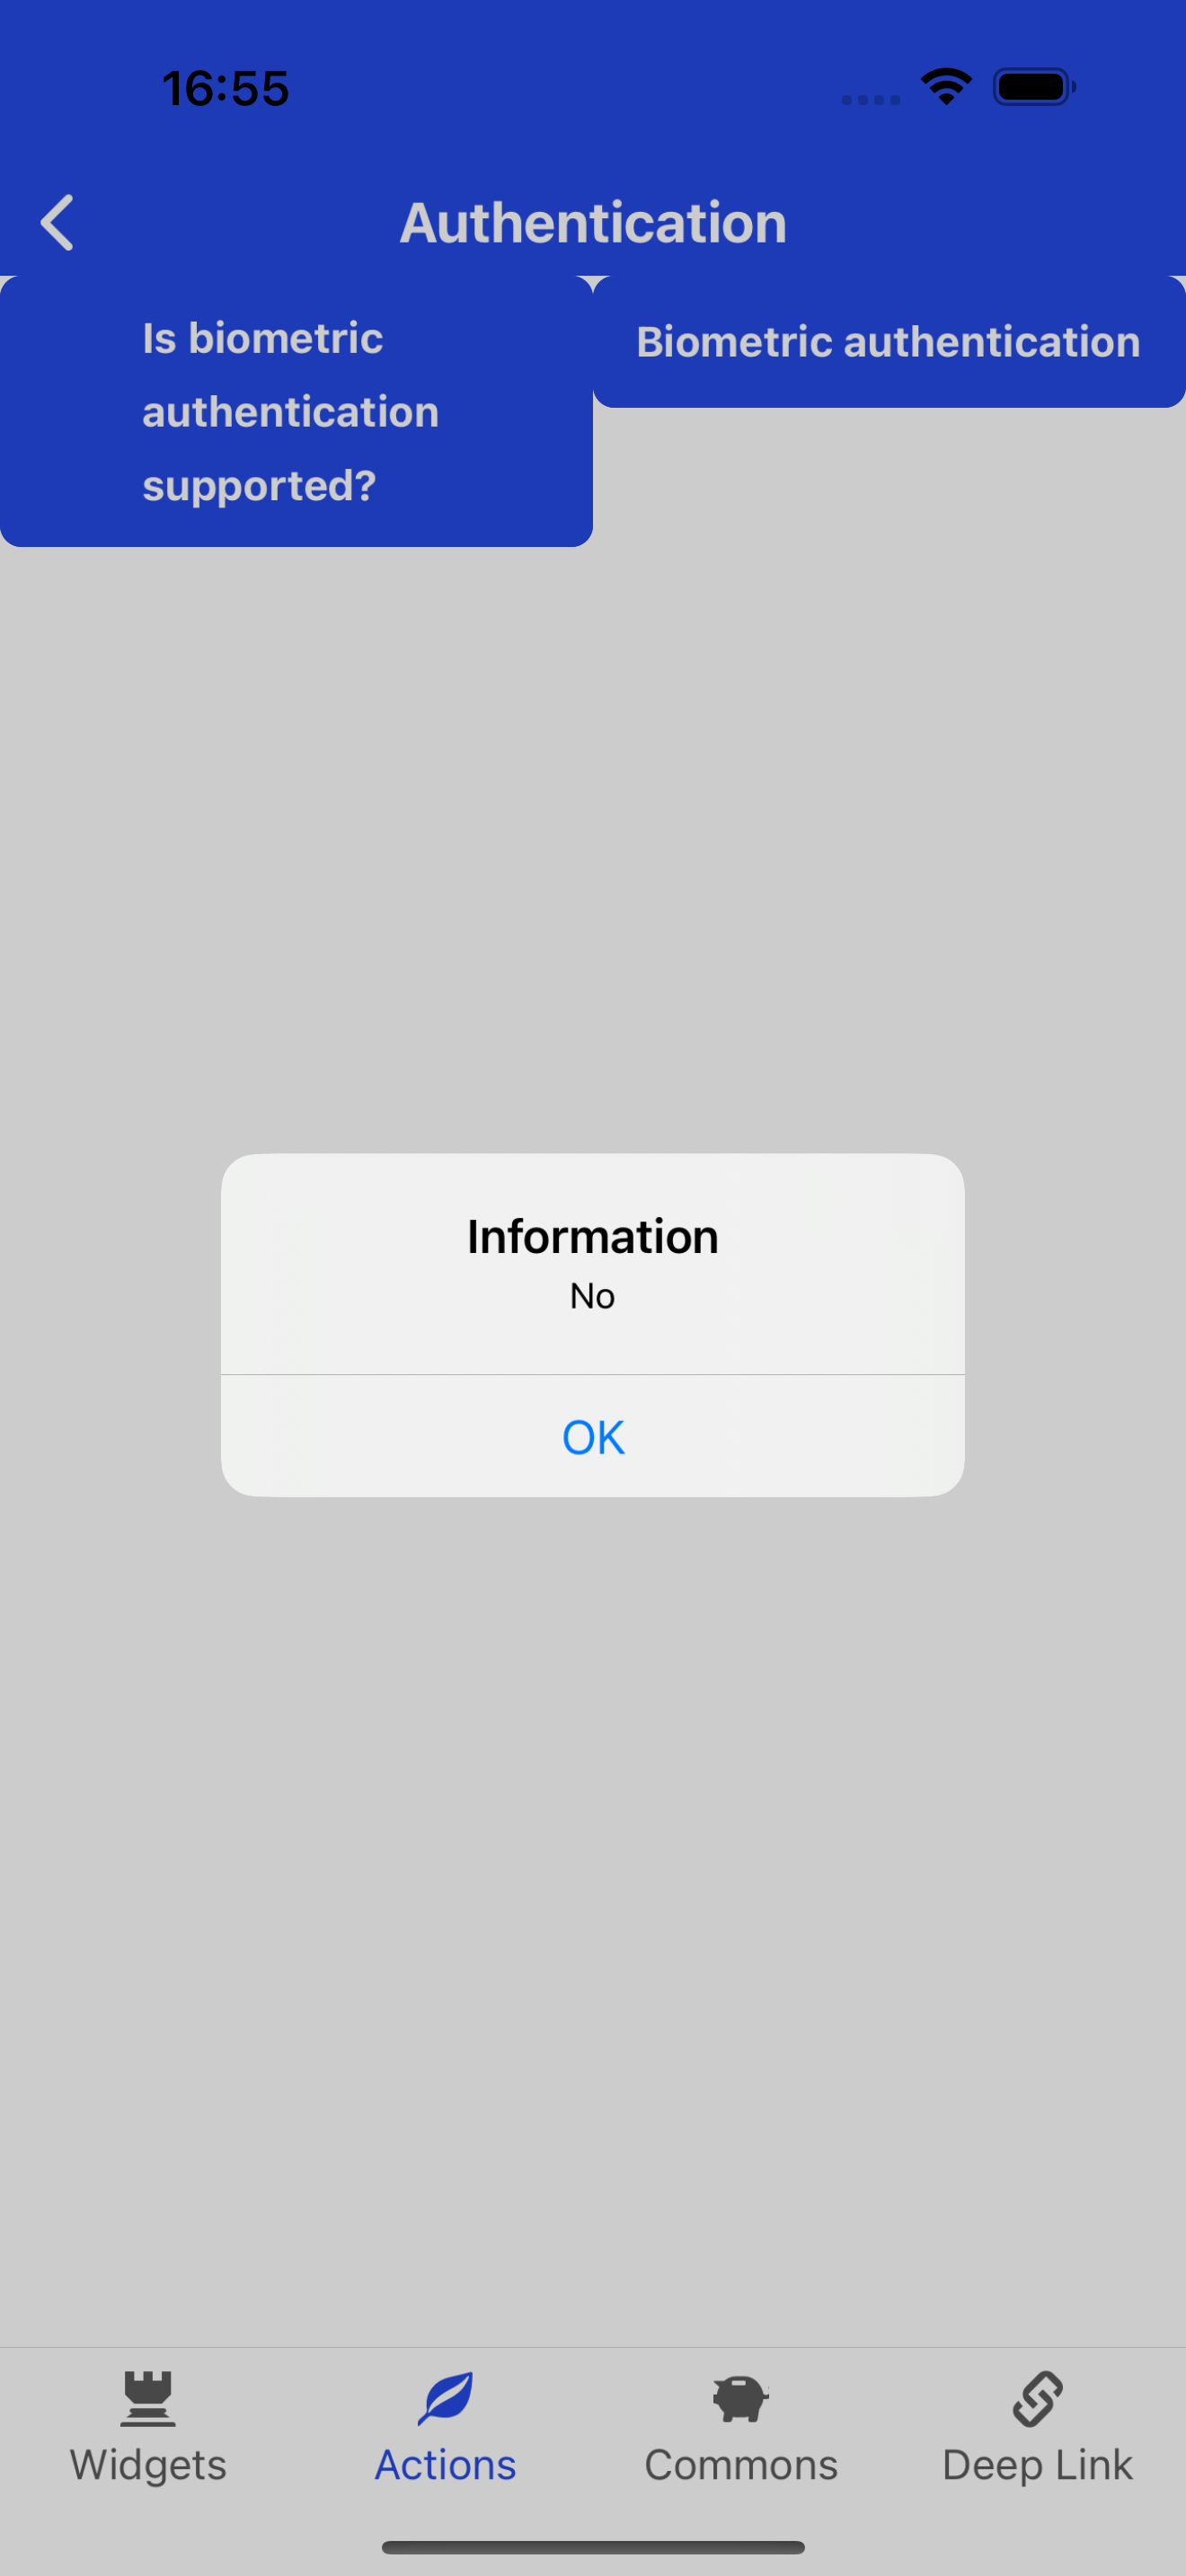 16:55
Authentication
Is biometric
authentication
supported?
Biometric authentication
Information
No
OK
Widgets
Actions
Commons
Deep Link